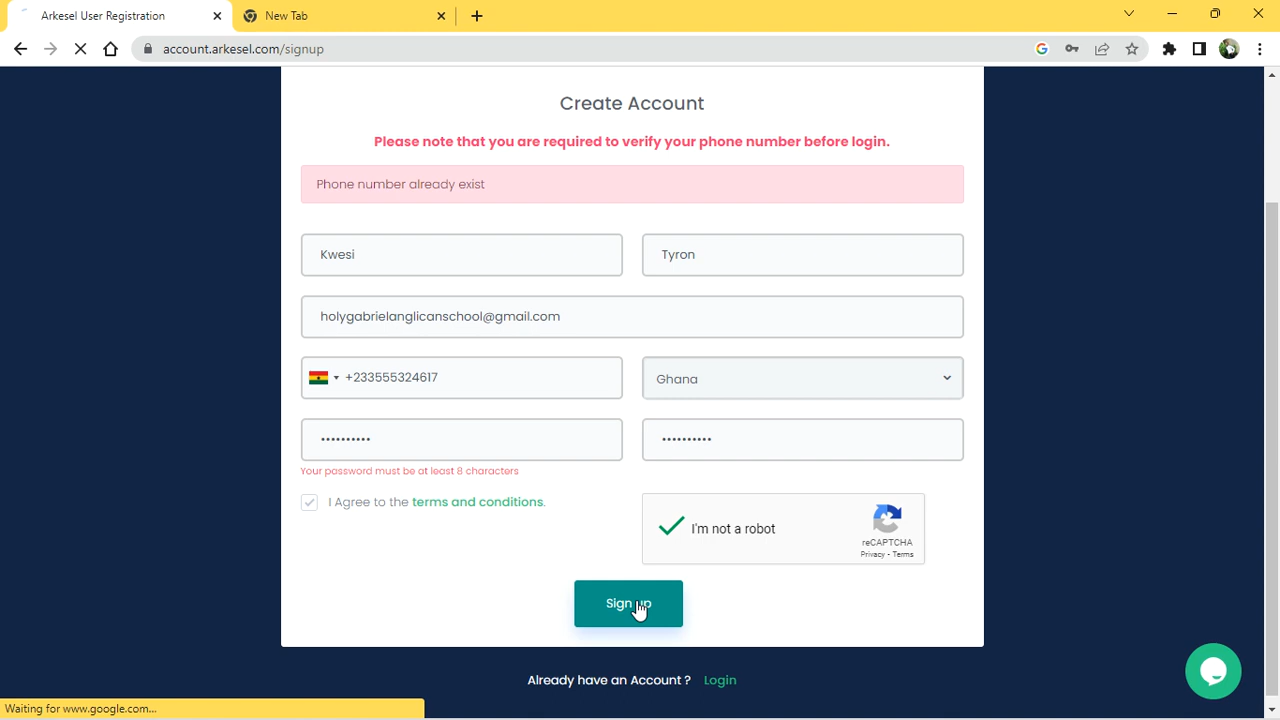 Arkesel User Registration
New Tab
account.arkesel.com/signup
Create Account
Please note that you are required to verify your phone number before login.
Phone number already exist
Kwesi
Tyron
holygabrielanglicanschool@gmail.com
+233555324617
Ghana
••••••••••
••••••••••
Your password must be at least 8 characters
I Agree to the terms and conditions.
I'm not a robot
reCAPTCHA
Privacy - Terms
Sign up
Already have an Account ? Login
Waiting for www.google.com...